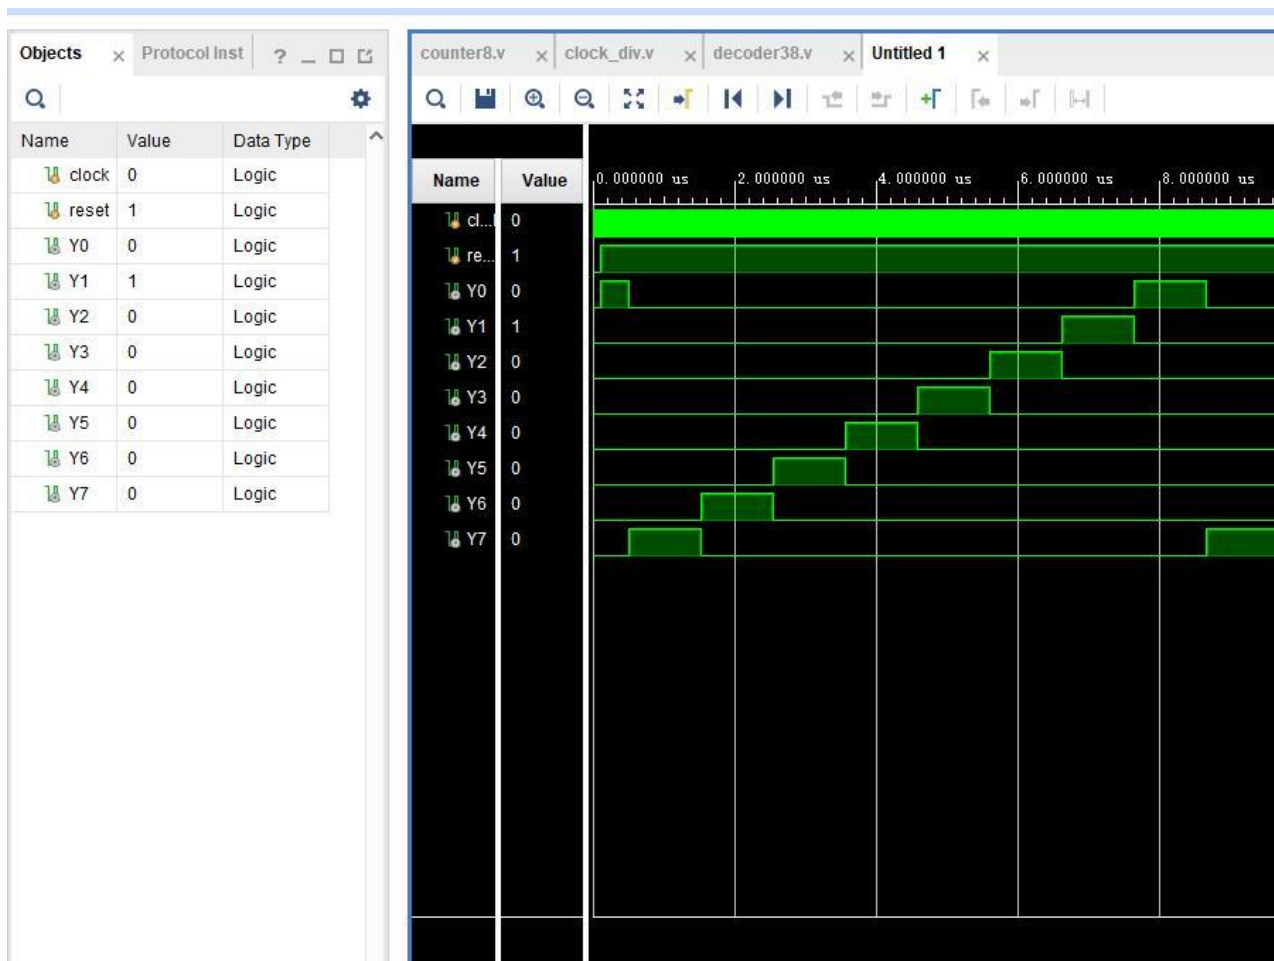 Objects Protocol Inst ?
Name Value Data Type
clock 0 Logic
reset 1 Logic
Y0 0 Logic
Y1 1 Logic
Y2 0 Logic
Y3 0 Logic
Y4 0 Logic
Y5 0 Logic
Y6 0 Logic
Y7 0 Logic
counter8.v clock_div.v decoder38.v Untitled 1
Name Value
0.000000 us 2.000000 us 4.000000 us 6.000000 us 8.000000 us
cl... 0
re... 1
Y0 0
Y1 1
Y2 0
Y3 0
Y4 0
Y5 0
Y6 0
Y7 0